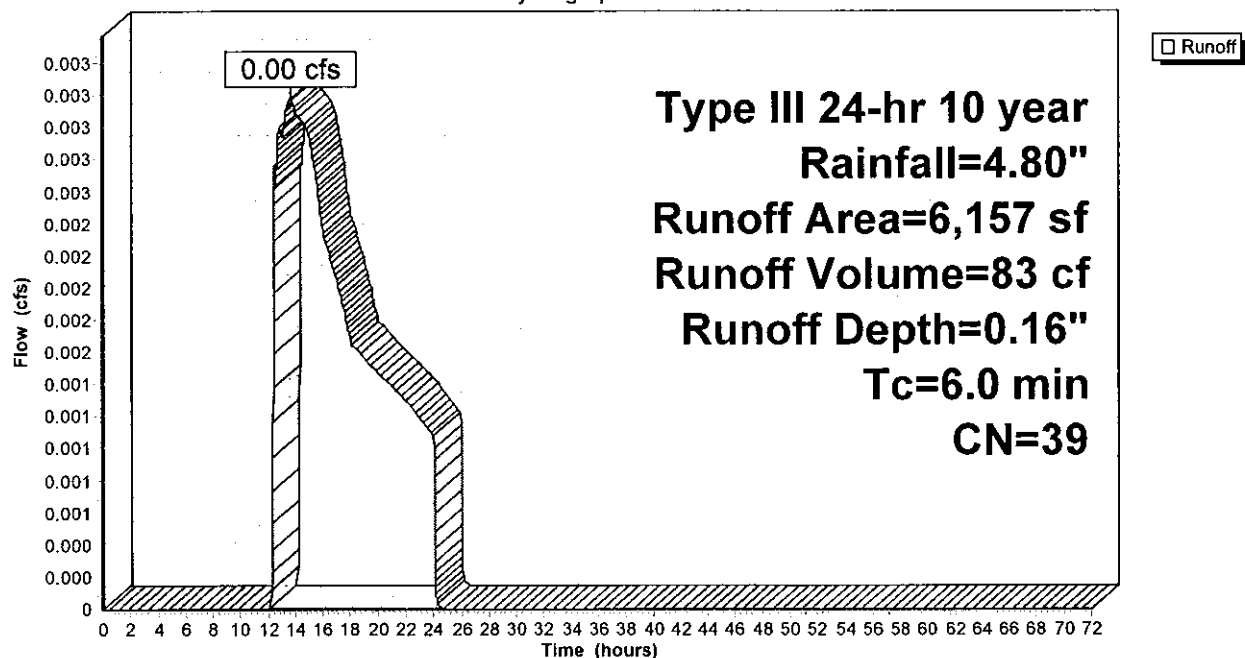 Runoff
0.00 cfs
Type III 24-hr 10 year
Rainfall=4.80"
Runoff Area=6,157 sf
Runoff Volume=83 cf
Runoff Depth=0.16"
Tc=6.0 min
CN=39
Flow (cfs)
0.003
0.003
0.003
0.003
0.003
0.002
0.002
0.002
0.002
0.002
0.001
0.001
0.001
0.001
0.001
0.000
0.000
0
0 2 4 6 8 10 12 14 16 18 20 22 24 26 28 30 32 34 36 38 40 42 44 46 48 50 52 54 56 58 60 62 64 66 68 70 72
Time (hours)